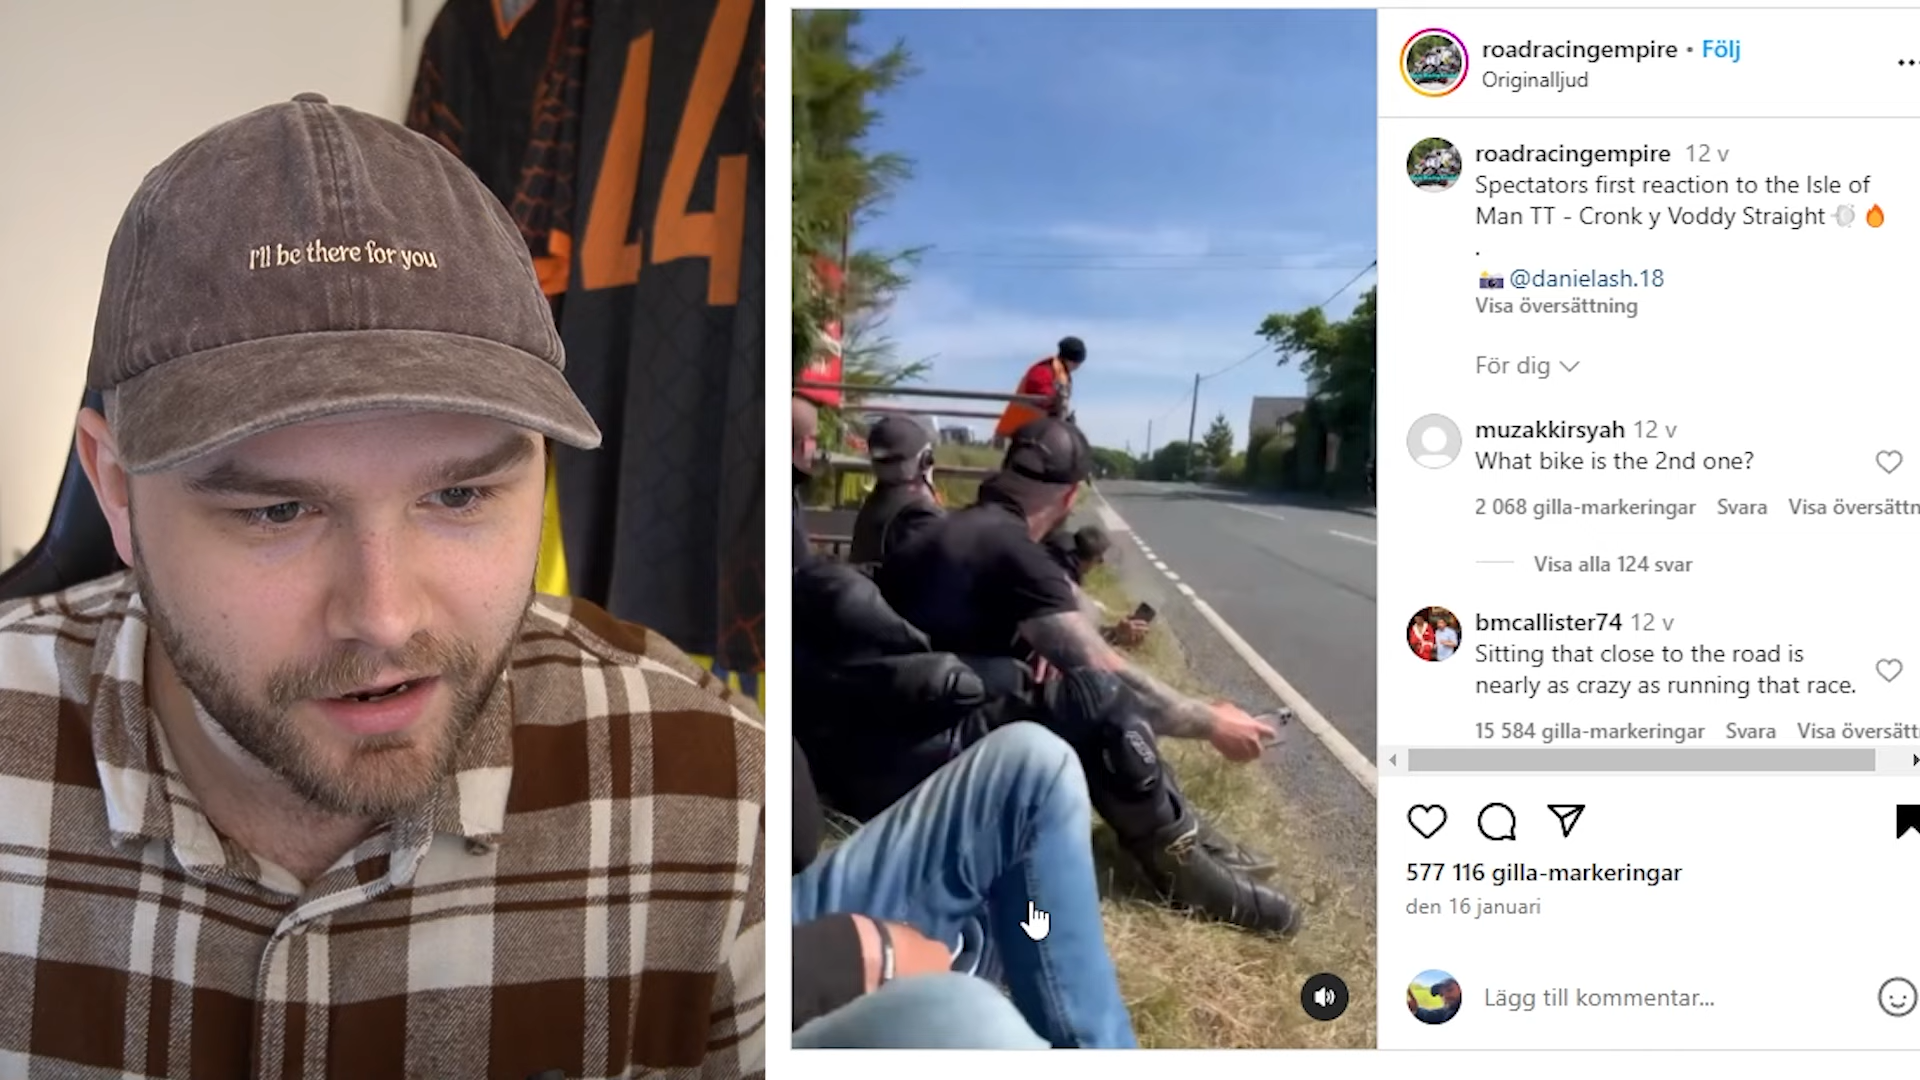 I'll be there for you
44
roadracingempire • Följ
Originalljud
roadracingempire 12 v
Spectators first reaction to the Isle of
Man TT - Cronk y Voddy Straight 💨🔥
.
📸 @danielash.18
Visa översättning
För dig
muzakkirsyah 12 v
What bike is the 2nd one?
2 068 gilla-markeringar Svara Visa översättn
Visa alla 124 svar
bmcallister74 12 v
Sitting that close to the road is
nearly as crazy as running that race.
15 584 gilla-markeringar Svara Visa översätt
577 116 gilla-markeringar
den 16 januari
Lägg till kommentar...